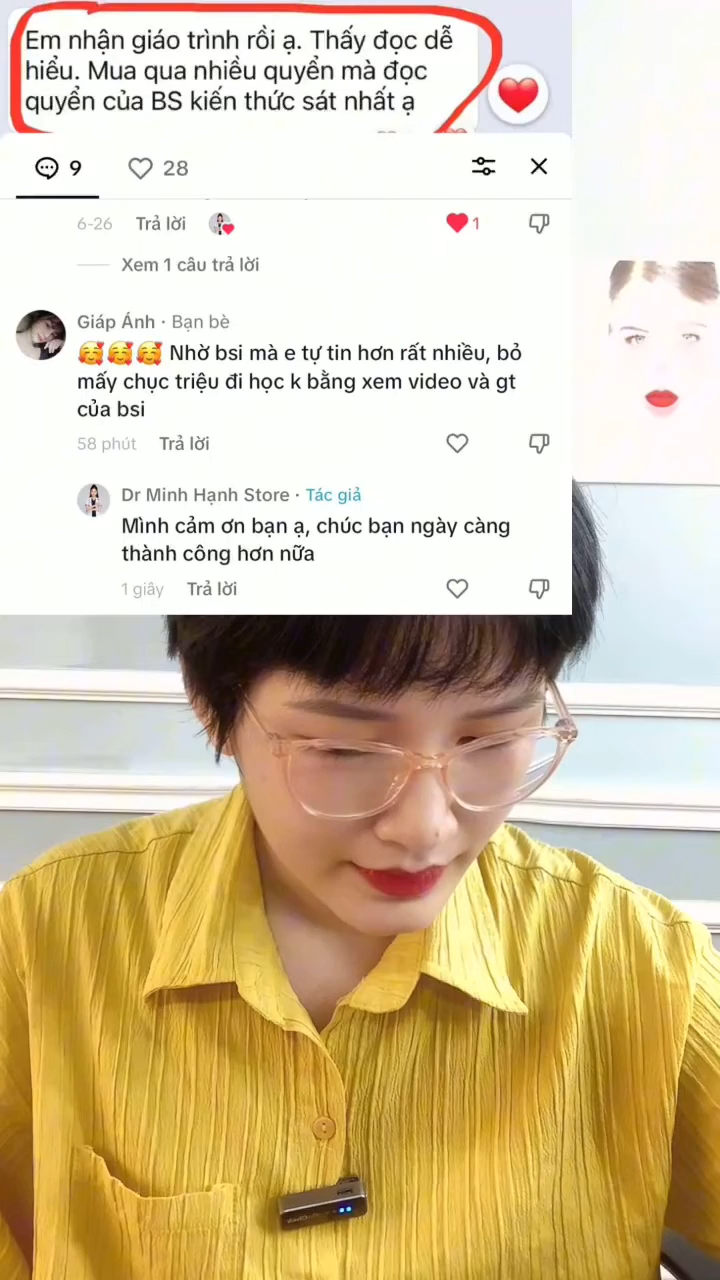 Em nhận giáo trình rồi ạ. Thấy đọc dễ
hiểu. Mua qua nhiều quyển mà đọc
quyển của BS kiến thức sát nhất ạ
9
28
6-26 Trả lời 1
Xem 1 câu trả lời
Giáp Ánh · Bạn bè
🥰🥰🥰 Nhờ bsi mà e tự tin hơn rất nhiều, bỏ
mấy chục triệu đi học k bằng xem video và gt
của bsi
58 phút Trả lời
Dr Minh Hạnh Store · Tác giả
Mình cảm ơn bạn ạ, chúc bạn ngày càng
thành công hơn nữa
1 giây Trả lời